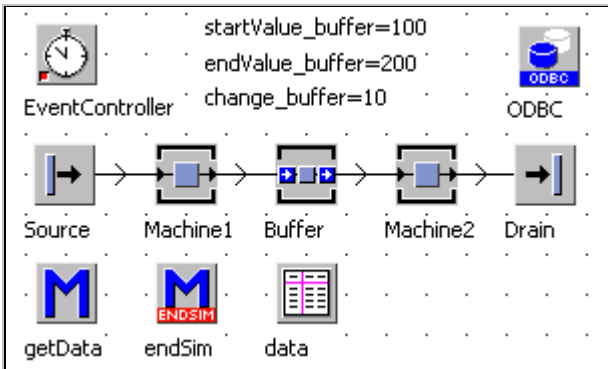 startValue_buffer=100
endValue_buffer=200
ODBC
EventController
change_buffer=10
ODBC
Source
Machine1
Buffer
Machine2
Drain
M
M
ENDSIM
getData
endSim
data